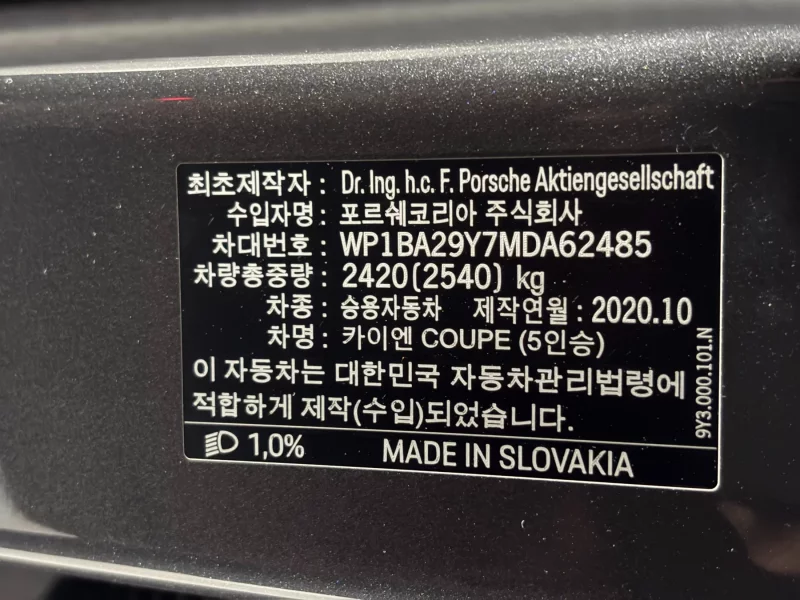 최초제작자 : Dr. Ing. h.c. F. Porsche Aktiengesellschaft
수입자명 : 포르쉐코리아 주식회사
차대번호 : WP1BA29Y7MDA62485
차량총중량 : 2420(2540) kg
차종 : 승용자동차 제작연월 : 2020.10
차명 : 카이엔 COUPE (5인승)
이 자동차는 대한민국 자동차관리법령에
적합하게 제작(수입)되었습니다.
9Y3.000.101.N
1,0% MADE IN SLOVAKIA